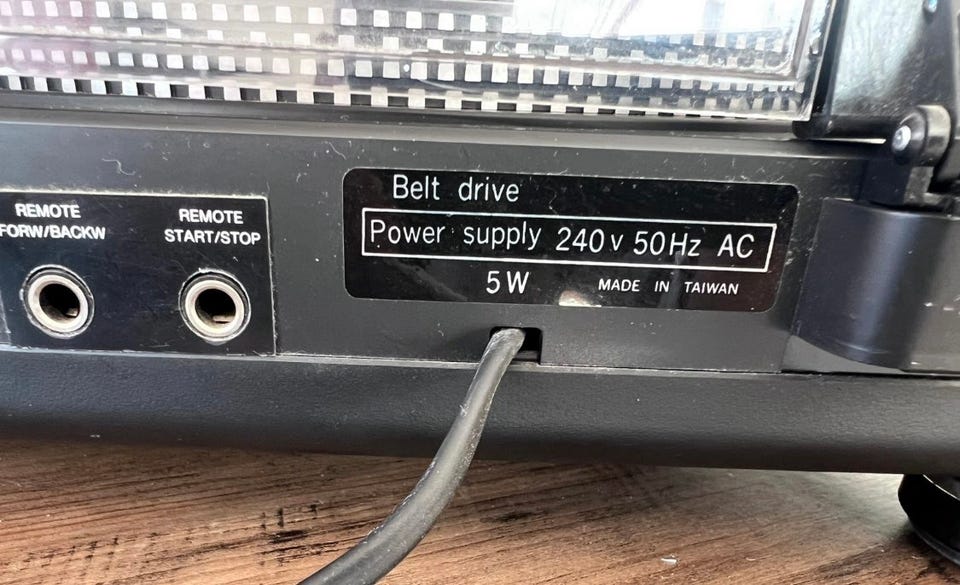 REMOTE
FORW/BACKW
REMOTE
START/STOP
Belt drive
Power supply 240v 50Hz AC
5W MADE IN TAIWAN